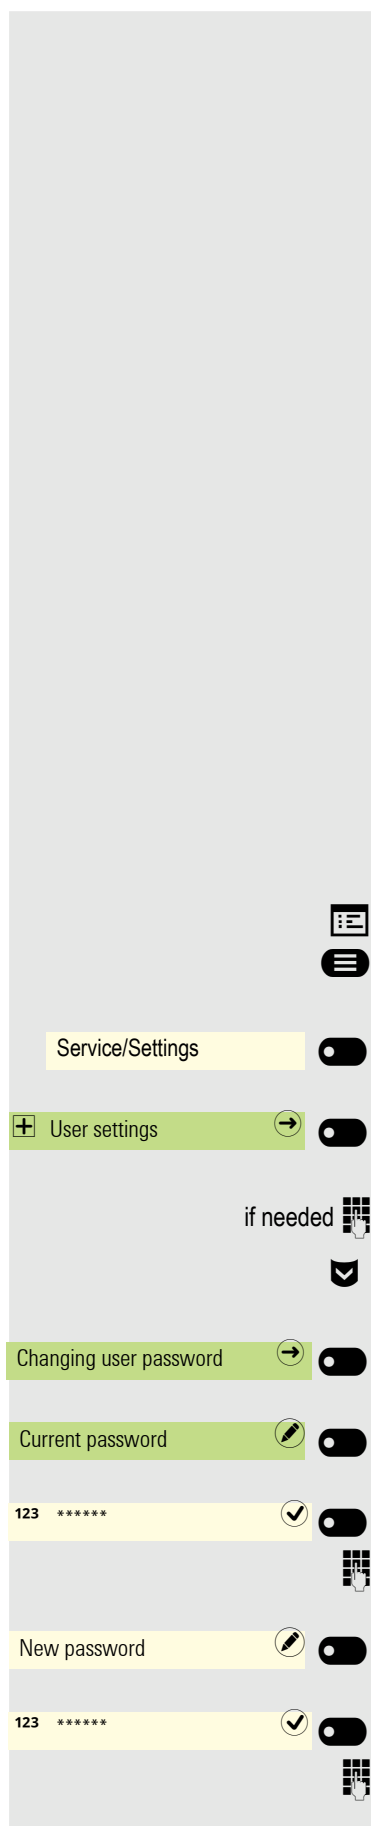 Service/Settings
User settings
if needed
Changing user password
Current password
123 ******
New password
123 ******